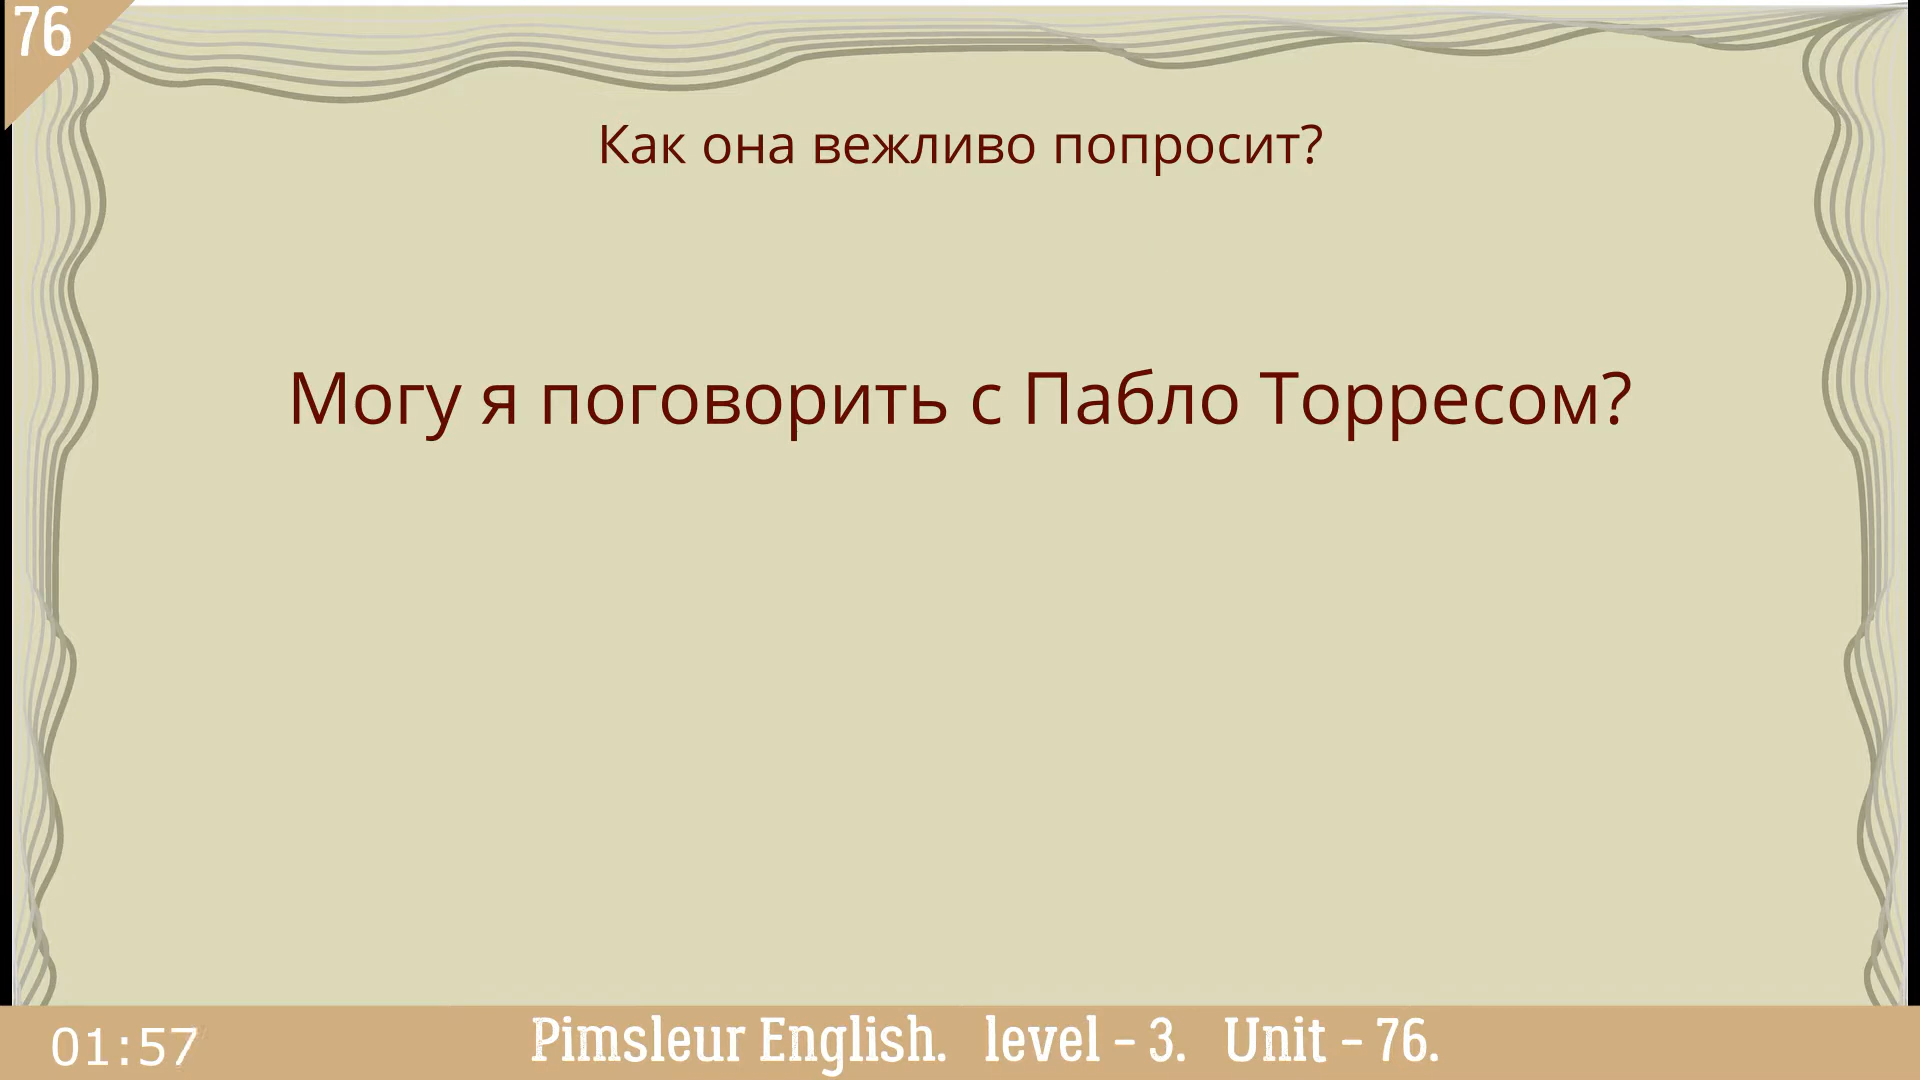 76
Как она вежливо попросит?
Могу я поговорить с Пабло Торресом?
01:57
Pimsleur English. level – 3. Unit – 76.